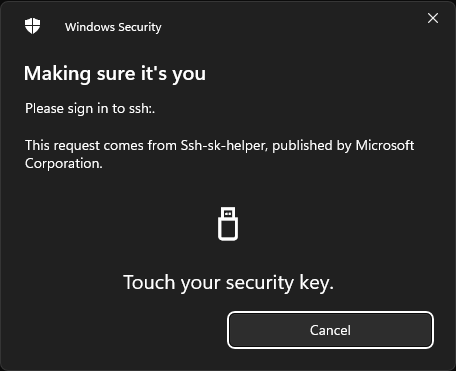 Windows Security
Making sure it's you
Please sign in to ssh:.
This request comes from Ssh-sk-helper, published by Microsoft
Corporation.
Touch your security key.
Cancel